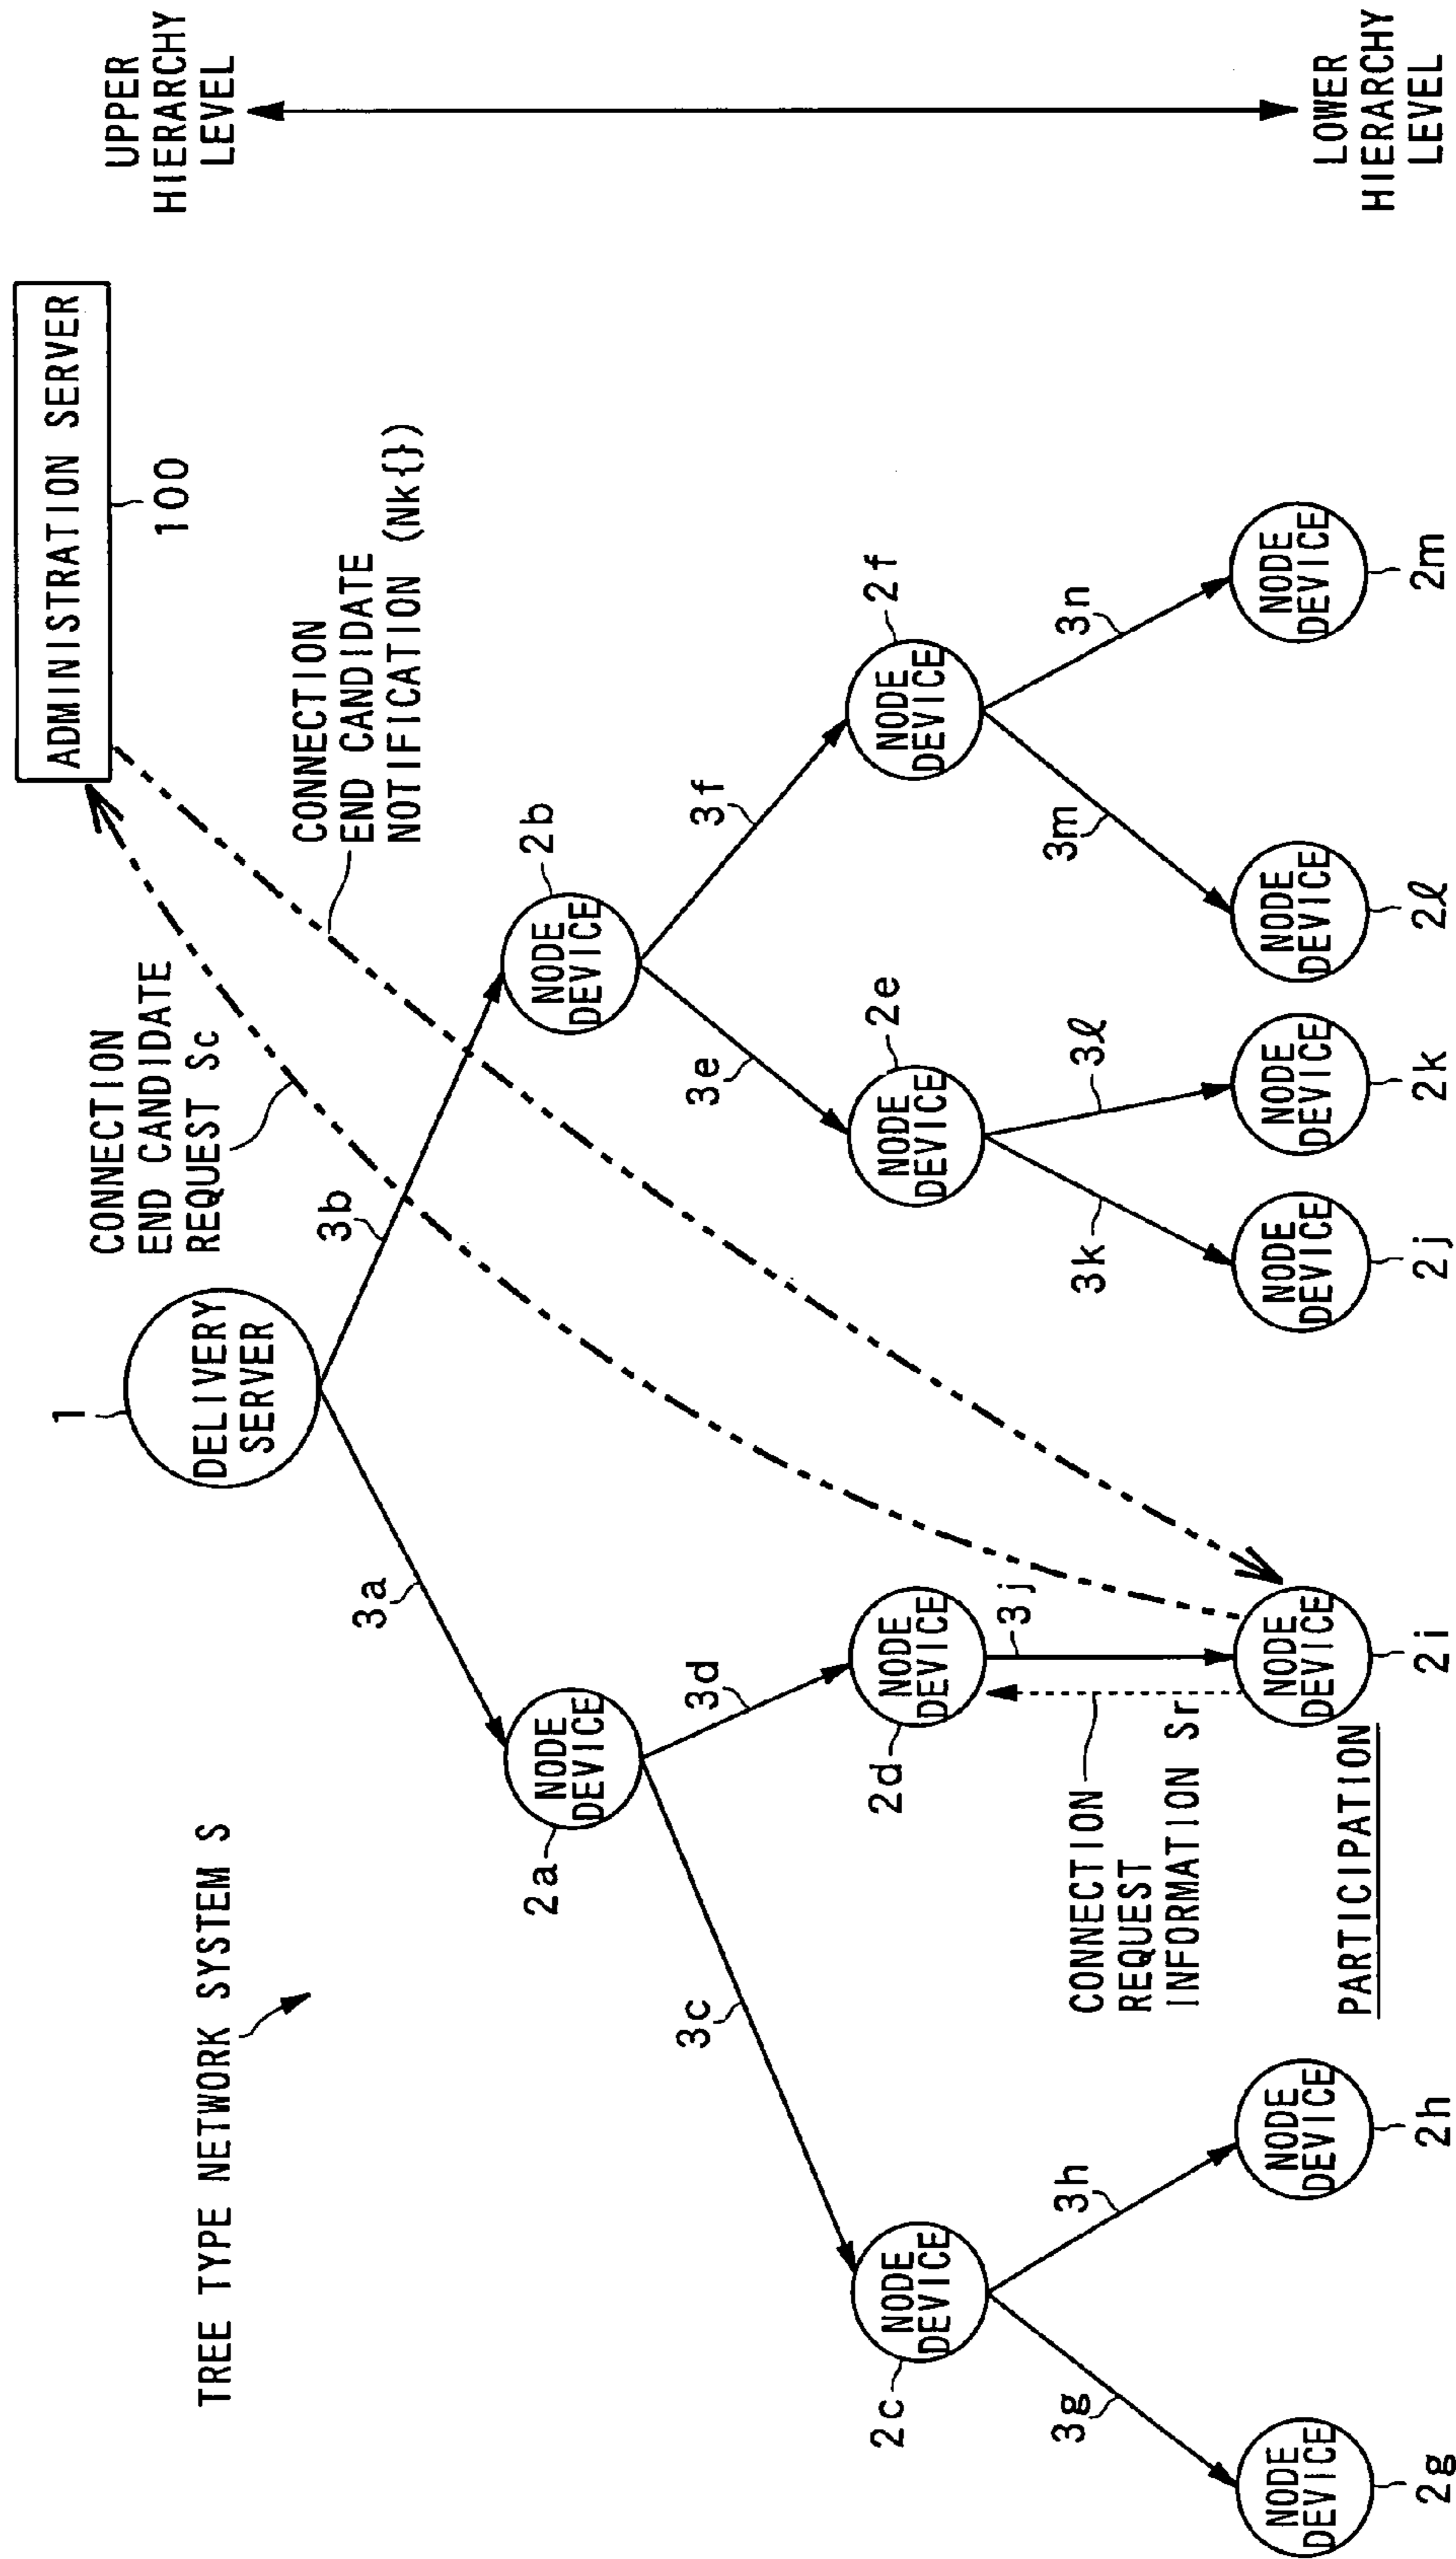 ADMINISTRATION SERVER
100
UPPER
HIERARCHY
LEVEL
1
DELIVERY
SERVER
CONNECTION
END CANDIDATE
REQUEST Sc
TREE TYPE NETWORK SYSTEM S
CONNECTION
END CANDIDATE
NOTIFICATION (Nk{})
3a
3b
2a
NODE
DEVICE
2b
NODE
DEVICE
3c
3d
3e
3f
2c
NODE
DEVICE
2d
NODE
DEVICE
2e
NODE
DEVICE
2f
NODE
DEVICE
3g
3h
CONNECTION
REQUEST
INFORMATION Sr
3j
3k
3ℓ
3m
3n
NODE
DEVICE
2g
NODE
DEVICE
2h
PARTICIPATION
NODE
DEVICE
2i
NODE
DEVICE
2j
NODE
DEVICE
2k
NODE
DEVICE
2ℓ
NODE
DEVICE
2m
LOWER
HIERARCHY
LEVEL